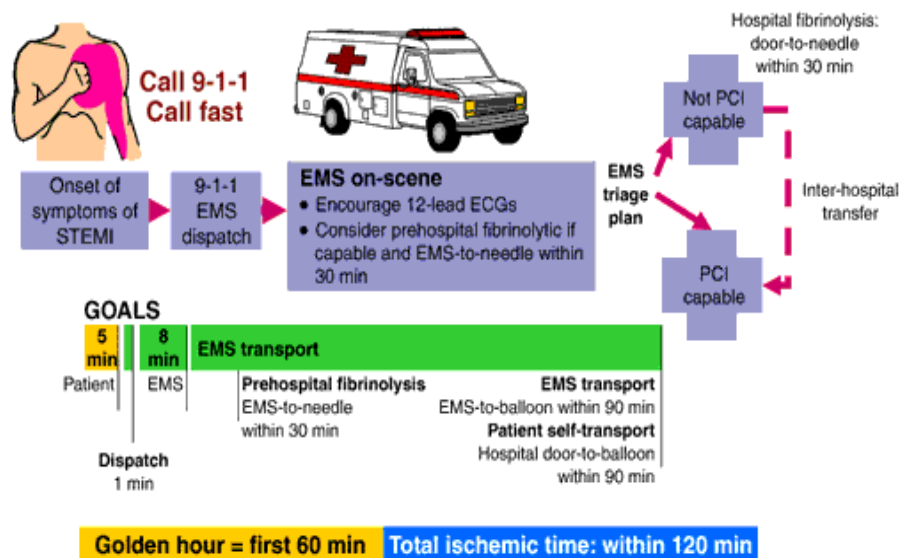 Call 9-1-1
Call fast
Hospital fibrinolysis:
door-to-needle
within 30 min
Not PCI
capable
Onset of
symptoms of
STEMI
9-1-1
EMS
dispatch
EMS on-scene
• Encourage 12-lead ECGs
• Consider prehospital fibrinolytic if
capable and EMS-to-needle within
30 min
EMS
triage
plan
Inter-hospital
transfer
PCI
capable
GOALS
5
min
8
min
EMS transport
Patient
EMS
Prehospital fibrinolysis
EMS-to-needle
within 30 min
EMS transport
EMS-to-balloon within 90 min
Patient self-transport
Hospital door-to-balloon
within 90 min
Dispatch
1 min
Golden hour = first 60 min
Total ischemic time: within 120 min